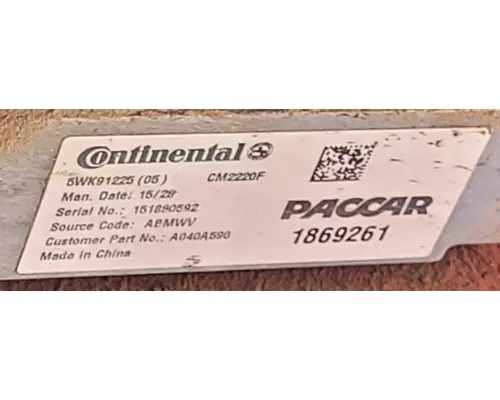 Continental
5WK91225 (05) CM2220F
Man. Date: 15/28
Serial No.: 151890592
Source Code: ABMWV
Customer Part No.: A040A590
Made in China
PACCAR
1869261